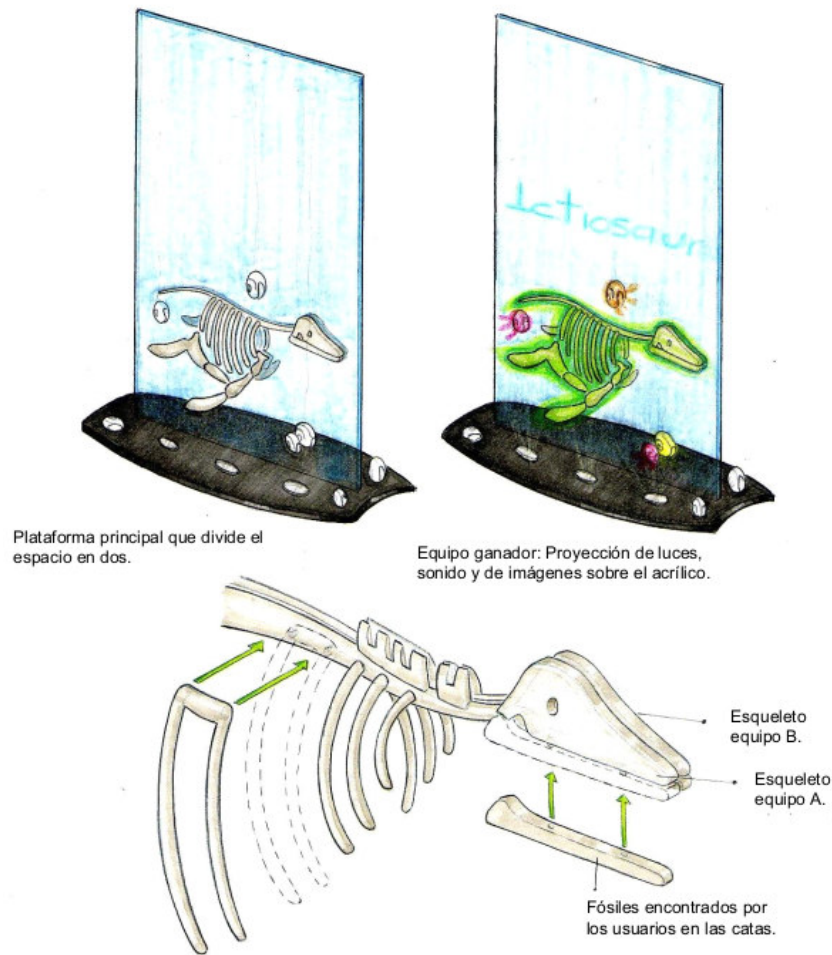 Ictiosaur
Plataforma principal que divide el
espacio en dos.
Equipo ganador: Proyección de luces,
sonido y de imágenes sobre el acrílico.
Esqueleto
equipo B.
Esqueleto
equipo A.
Fósiles encontrados por
los usuarios en las catas.